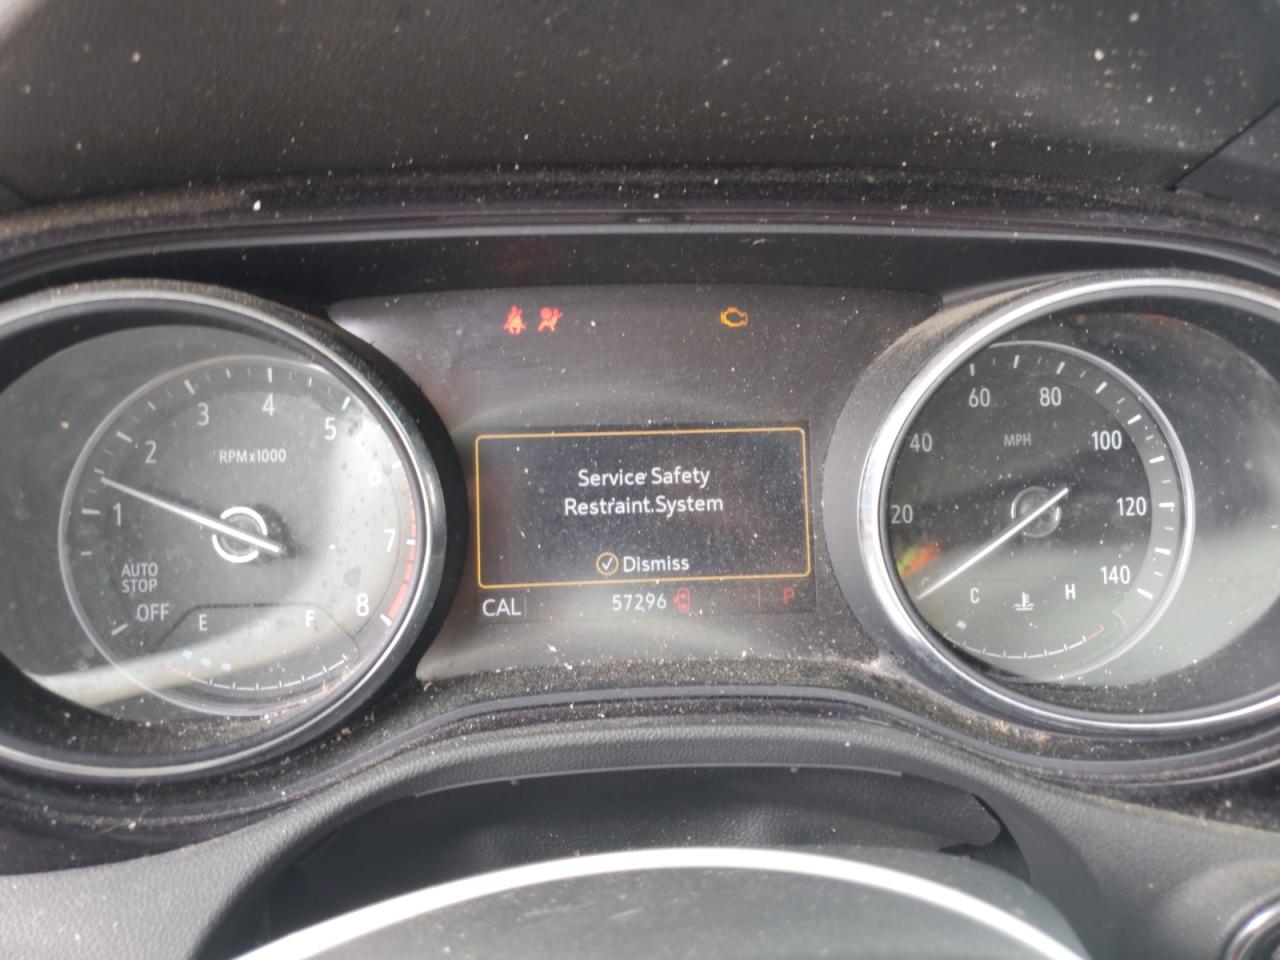 1
2
3
4
5
6
7
8
RPMx1000
AUTO
STOP
OFF
E
F
Service Safety
Restraint System
Dismiss
CAL
57296
P
20
40
60
80
100
120
140
MPH
C
H